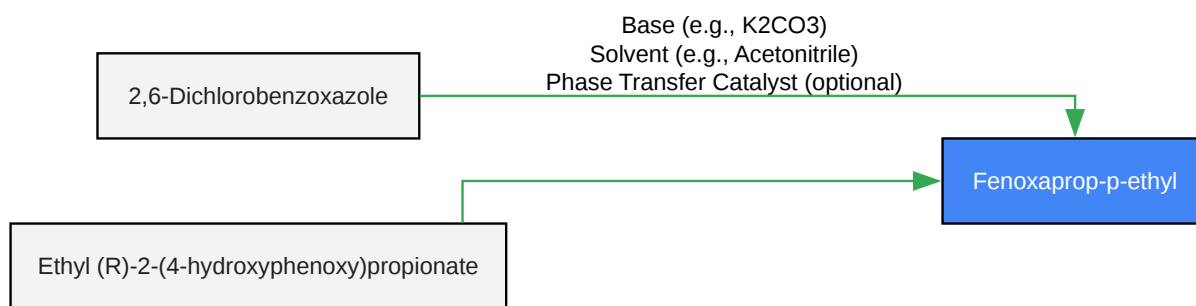 Base (e.g., K2CO3)
Solvent (e.g., Acetonitrile)
Phase Transfer Catalyst (optional)
2,6-Dichlorobenzoxazole
Fenoxaprop-p-ethyl
Ethyl (R)-2-(4-hydroxyphenoxy)propionate